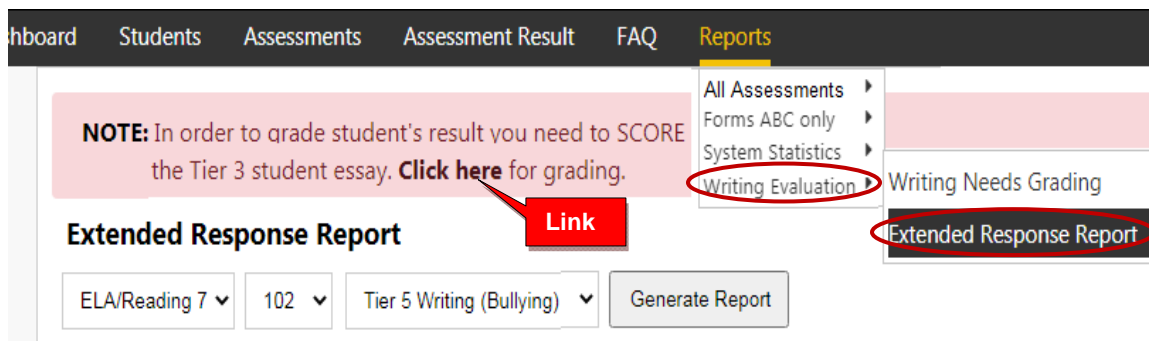 shboard Students Assessments Assessment Result FAQ Reports
NOTE: In order to grade student's result you need to SCORE
the Tier 3 student essay. Click here for grading.
Link
All Assessments
Forms ABC only
System Statistics
Writing Evaluation
Writing Needs Grading
Extended Response Report
Extended Response Report
ELA/Reading 7 102 Tier 5 Writing (Bullying) Generate Report